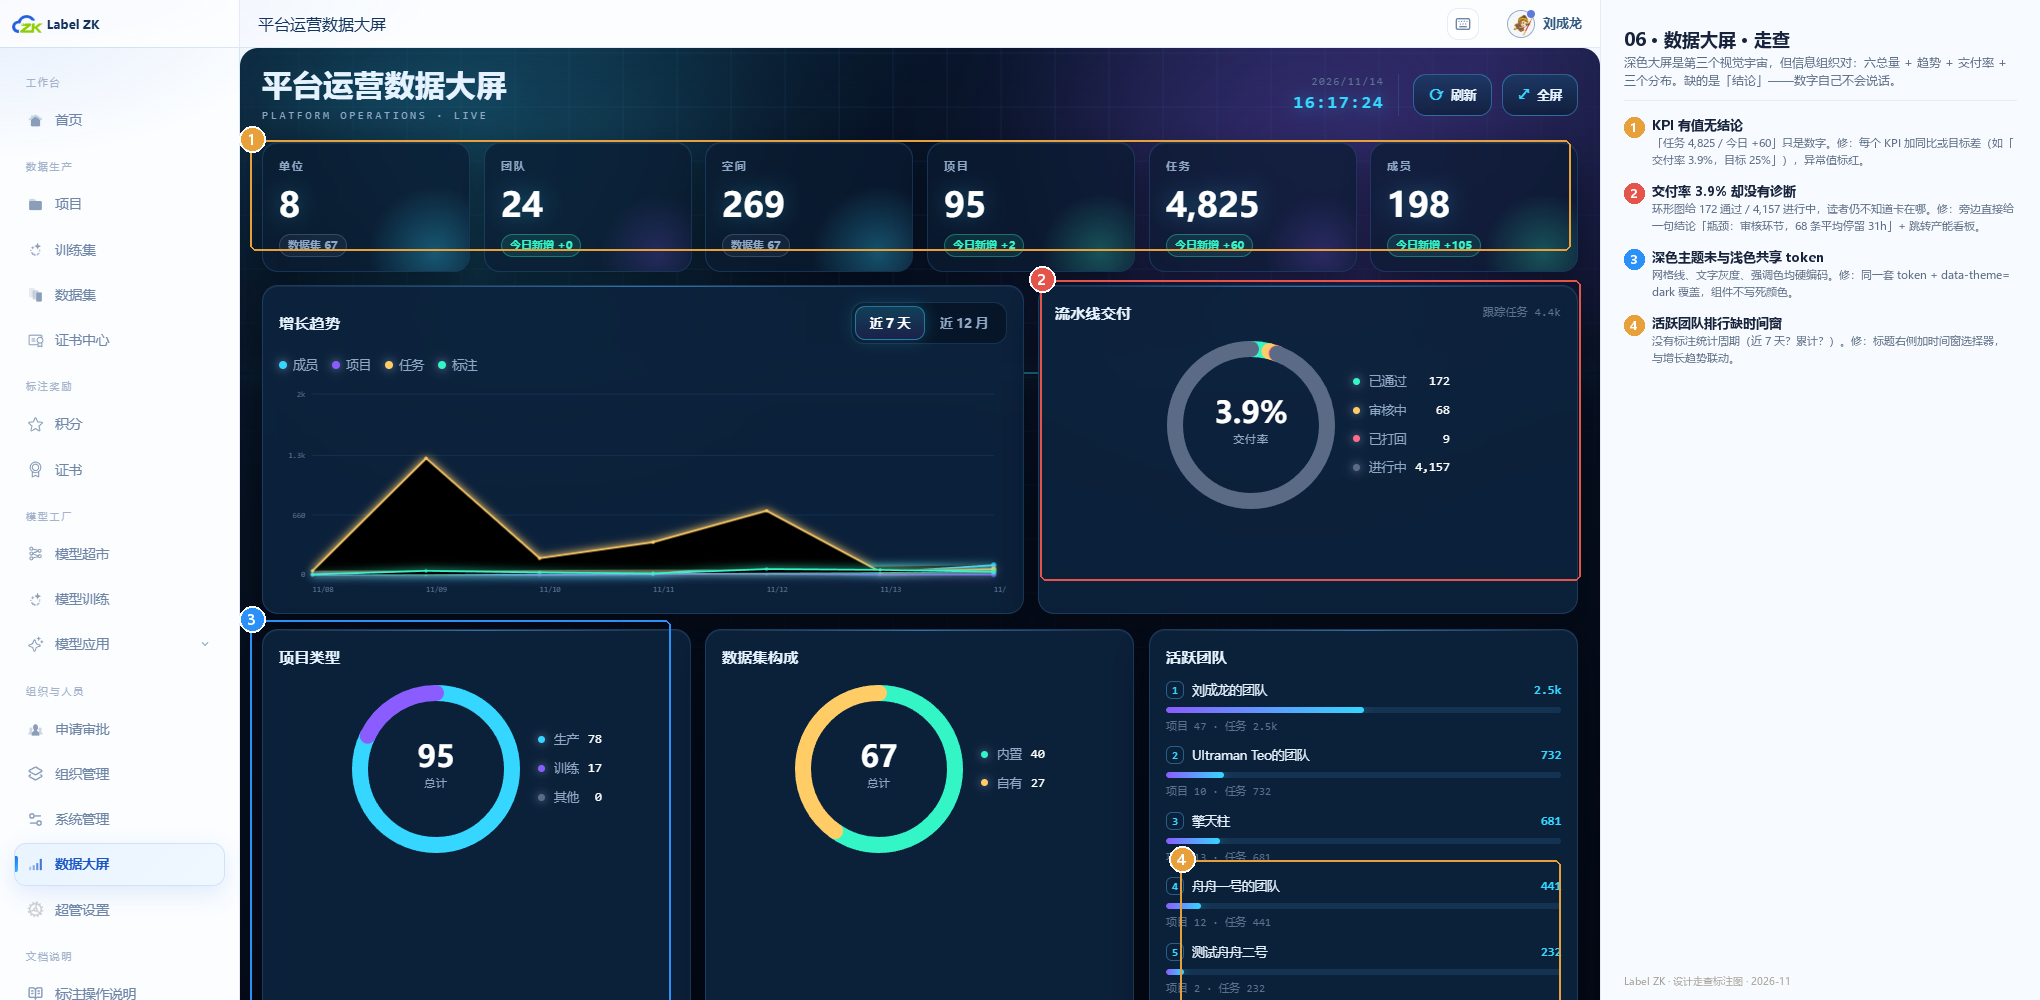 Label ZK
工作台
首页
数据生产
项目
训练集
数据集
证书中心
标注奖励
积分
证书
模型工厂
模型超市
模型训练
模型应用
组织与人员
申请审批
组织管理
系统管理
数据大屏
超管设置
文档说明
标注操作说明
平台运营数据大屏
刘成龙
平台运营数据大屏
PLATFORM OPERATIONS · LIVE
2026/11/14
16:17:24
刷新
全屏
1
单位
8
数据集 67
团队
24
今日新增 +0
空间
269
数据集 67
项目
95
今日新增 +2
任务
4,825
今日新增 +60
成员
198
今日新增 +105
增长趋势
近 7 天
近 12 月
成员
项目
任务
标注
2k
1.3k
660
0
11/08
11/09
11/10
11/11
11/12
11/13
11/
2
流水线交付
跟踪任务 4.4k
3.9%
交付率
已通过 172
审核中 68
已打回 9
进行中 4,157
3
项目类型
95
总计
生产 78
训练 17
其他 0
数据集构成
67
总计
内置 40
自有 27
活跃团队
1 刘成龙的团队 2.5k
项目 47 · 任务 2.5k
2 Ultraman Teo的团队 732
项目 10 · 任务 732
3 擎天柱 681
13 · 任务 681
4
4 舟舟一号的团队 441
项目 12 · 任务 441
5 测试舟舟二号 232
项目 2 · 任务 232
06 • 数据大屏 • 走查
深色大屏是第三个视觉宇宙，但信息组织对：六总量 + 趋势 + 交付率 +
三个分布。缺的是「结论」——数字自己不会说话。
1 KPI 有值无结论
「任务 4,825 / 今日 +60」只是数字。修：每个 KPI 加同比或目标差（如「
交付率 3.9%，目标 25%」），异常值标红。
2 交付率 3.9% 却没有诊断
环形图给 172 通过 / 4,157 进行中，读者仍不知道卡在哪。修：旁边直接给
一句结论「瓶颈：审核环节，68 条平均停留 31h」+ 跳转产能看板。
3 深色主题未与浅色共享 token
网格线、文字灰度、强调色均硬编码。修：同一套 token + data-theme=
dark 覆盖，组件不写死颜色。
4 活跃团队排行缺时间窗
没有标注统计周期（近 7 天？累计？）。修：标题右侧加时间窗选择器，
与增长趋势联动。
Label ZK · 设计走查标注图 · 2026-11